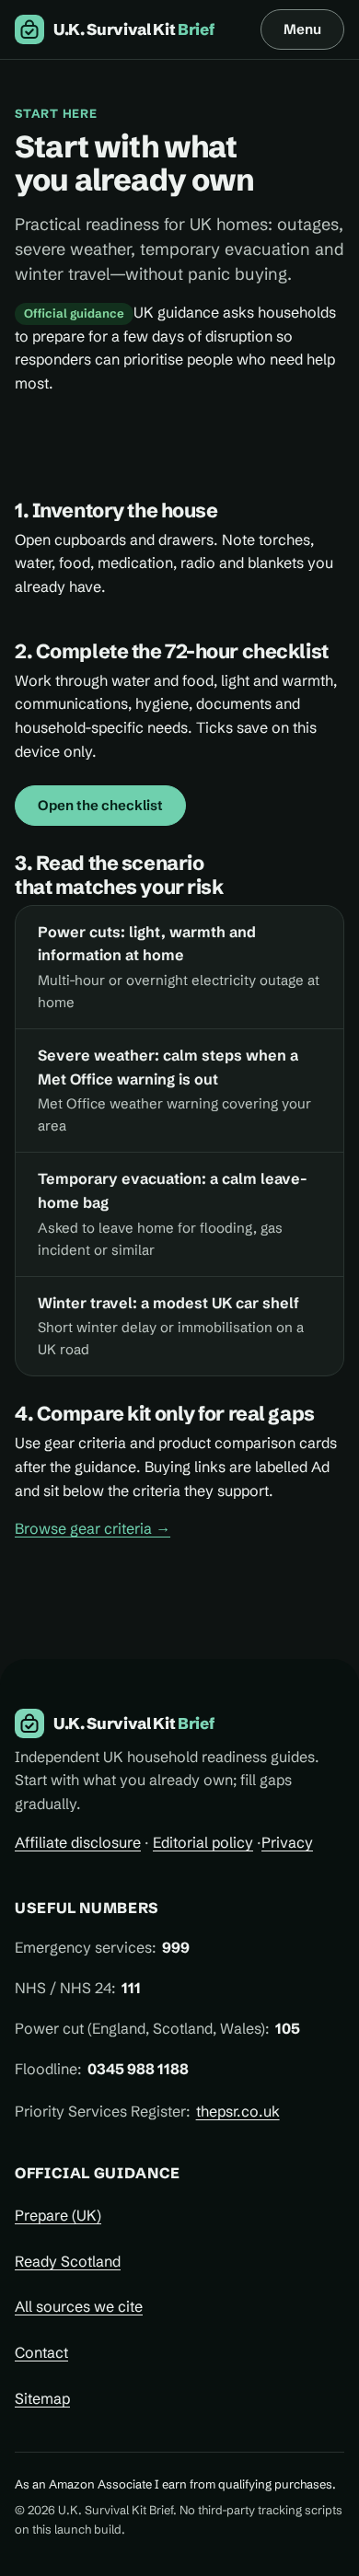 U.K. Survival Kit Brief
Menu
START HERE
Start with what
you already own
Practical readiness for UK homes: outages,
severe weather, temporary evacuation and
winter travel—without panic buying.
Official guidance UK guidance asks households
to prepare for a few days of disruption so
responders can prioritise people who need help
most.
1. Inventory the house
Open cupboards and drawers. Note torches,
water, food, medication, radio and blankets you
already have.
2. Complete the 72-hour checklist
Work through water and food, light and warmth,
communications, hygiene, documents and
household-specific needs. Ticks save on this
device only.
Open the checklist
3. Read the scenario
that matches your risk
Power cuts: light, warmth and
information at home
Multi-hour or overnight electricity outage at
home
Severe weather: calm steps when a
Met Office warning is out
Met Office weather warning covering your
area
Temporary evacuation: a calm leave-
home bag
Asked to leave home for flooding, gas
incident or similar
Winter travel: a modest UK car shelf
Short winter delay or immobilisation on a
UK road
4. Compare kit only for real gaps
Use gear criteria and product comparison cards
after the guidance. Buying links are labelled Ad
and sit below the criteria they support.
Browse gear criteria →
U.K. Survival Kit Brief
Independent UK household readiness guides.
Start with what you already own; fill gaps
gradually.
Affiliate disclosure · Editorial policy ·Privacy
USEFUL NUMBERS
Emergency services: 999
NHS / NHS 24: 111
Power cut (England, Scotland, Wales): 105
Floodline: 0345 988 1188
Priority Services Register: thepsr.co.uk
OFFICIAL GUIDANCE
Prepare (UK)
Ready Scotland
All sources we cite
Contact
Sitemap
As an Amazon Associate I earn from qualifying purchases.
© 2026 U.K. Survival Kit Brief. No third-party tracking scripts
on this launch build.